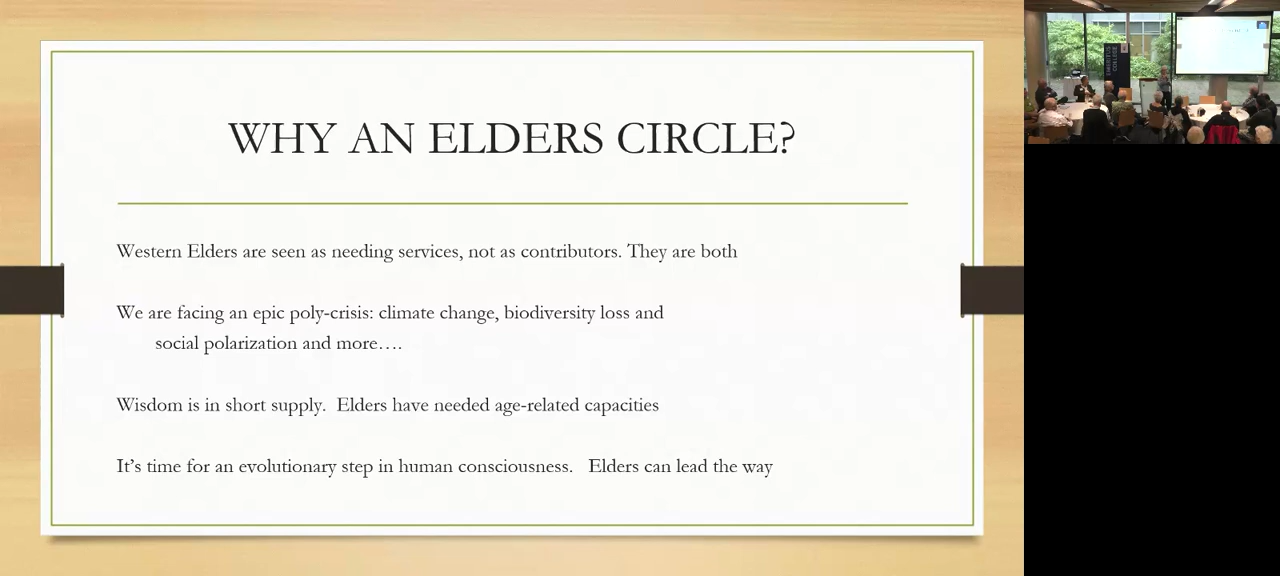 WHY AN ELDERS CIRCLE?
Western Elders are seen as needing services, not as contributors. They are both
We are facing an epic poly-crisis: climate change, biodiversity loss and
social polarization and more….
Wisdom is in short supply.  Elders have needed age-related capacities
It’s time for an evolutionary step in human consciousness.   Elders can lead the way
EMERITUS
COLLEGE